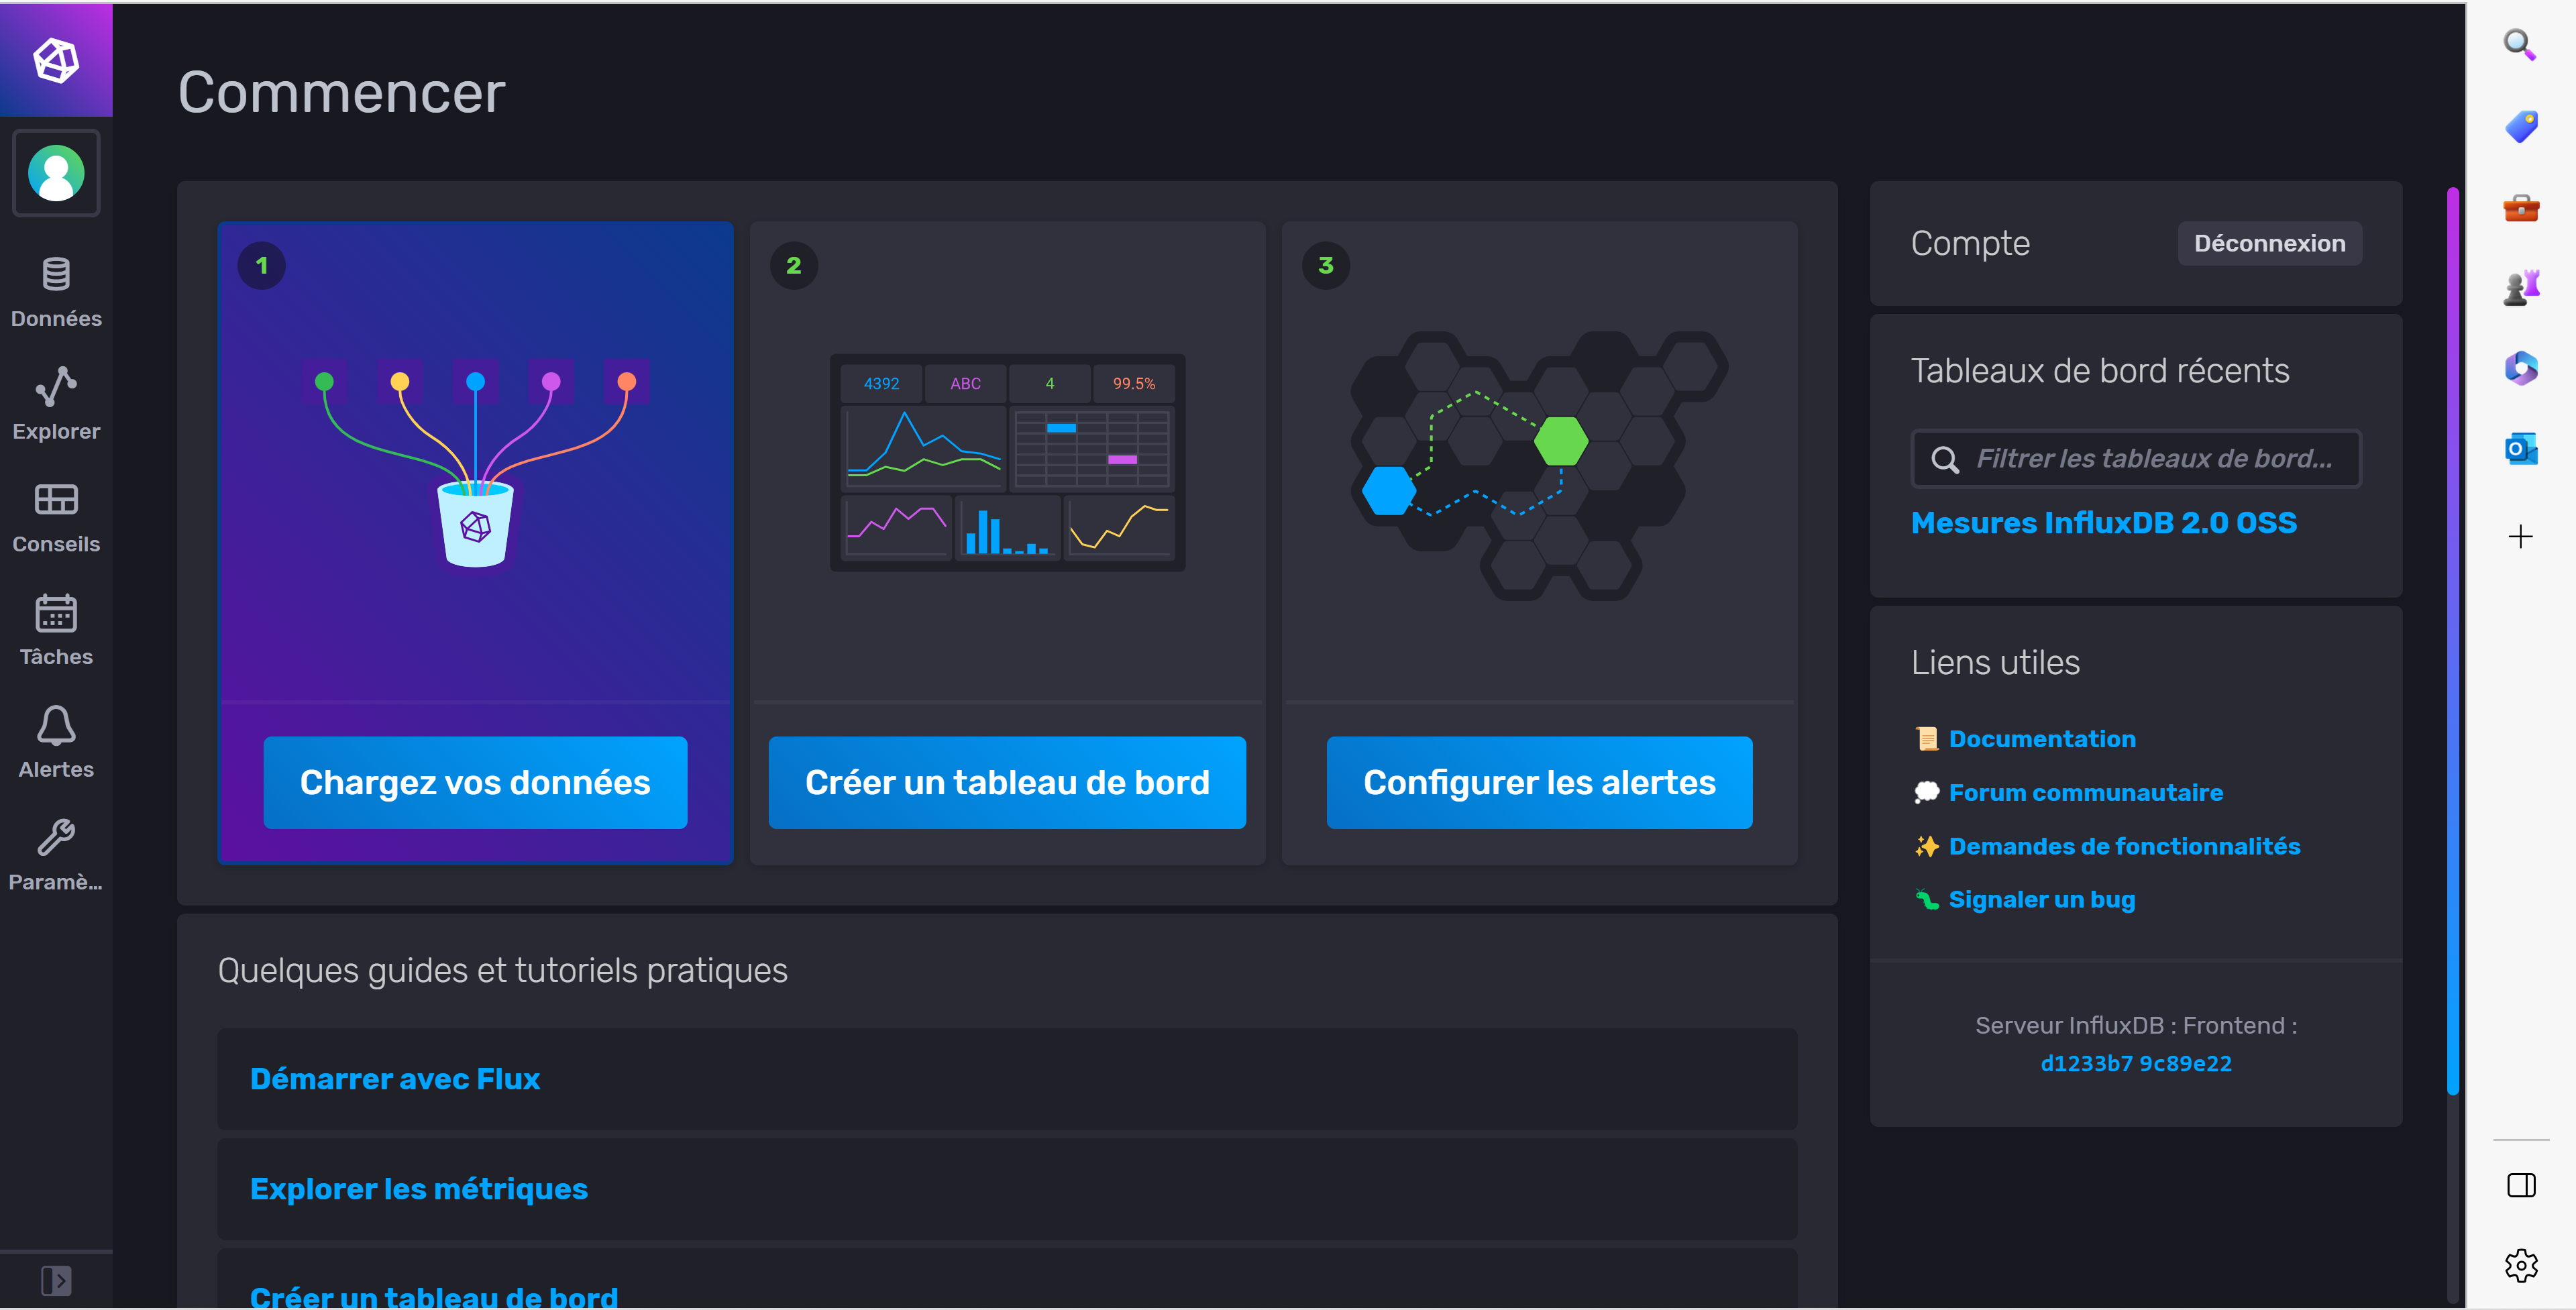 Commencer
Données
Explorer
Conseils
Tâches
Alertes
Paramè...
1
2
4392 ABC 4 99.5%
3
Chargez vos données
Créer un tableau de bord
Configurer les alertes
Quelques guides et tutoriels pratiques
Démarrer avec Flux
Explorer les métriques
Créer un tableau de bord
Compte
Déconnexion
Tableaux de bord récents
Filtrer les tableaux de bord...
Mesures InfluxDB 2.0 OSS
Liens utiles
Documentation
Forum communautaire
Demandes de fonctionnalités
Signaler un bug
Serveur InfluxDB : Frontend :
d1233b7 9c89e22